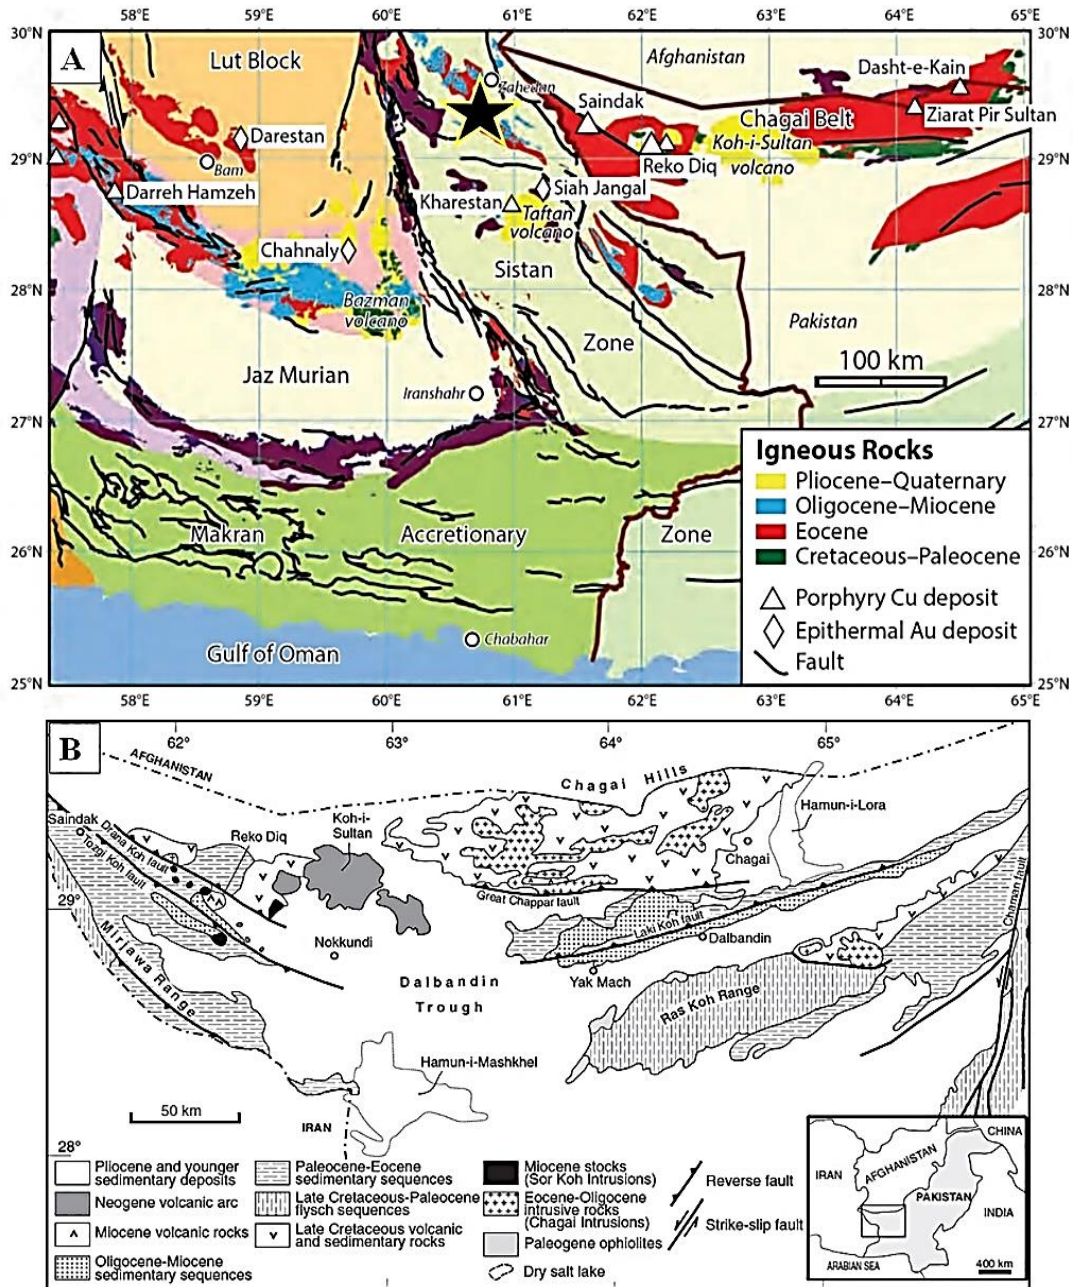 58°E 59°E 60°E 61°E 62°E 63°E 64°E 65°E
30°N 30°N
A
Lut Block
Afghanistan
Zahedan
Dasht-e-Kain
Saindak
Ziarat Pir Sultan
Chagai Belt
Darestan
Koh-i-Sultan
volcano
Bam
29°N 29°N
Reko Diq
Darreh Hamzeh
Siah Jangal
Kharestan
Taftan
volcano
Chahnaly
Sistan
28°N 28°N
Bazman
volcano
Pakistan
Zone
100 km
Jaz Murian
Iranshahr
27°N 27°N
Makran
Accretionary
Zone
26°N 26°N
Chabahar
Gulf of Oman
25°N 25°N
Igneous Rocks
Pliocene–Quaternary
Oligocene–Miocene
Eocene
Cretaceous–Paleocene
Porphyry Cu deposit
Epithermal Au deposit
Fault
58°E 59°E 60°E 61°E 62°E 63°E 64°E 65°E
B
62° 63° 64° 65°
AFGHANISTAN
Chagai Hills
Hamun-i-Lora
Saindak
Drana Koh fault
Tozgi Koh fault
Reko Diq
Koh-i-
Sultan
Chagai
Great Chappar fault
Chaman fault
29°
Laki Koh fault
Dalbandin
Nokkundi
Mirjawa Range
Dalbandin
Trough
Yak Mach
Ras Koh Range
Hamun-i-Mashkhel
50 km
IRAN
28°
Pliocene and younger
sedimentary deposits
Neogene volcanic arc
Miocene volcanic rocks
Oligocene-Miocene
sedimentary sequences
Paleocene-Eocene
sedimentary sequences
Late Cretaceous-Paleocene
flysch sequences
Late Cretaceous volcanic
and sedimentary rocks
Miocene stocks
(Sor Koh Intrusions)
Eocene-Oligocene
intrusive rocks
(Chagai Intrusions)
Paleogene ophiolites
Dry salt lake
Reverse fault
Strike-slip fault
CHINA
IRAN
AFGHANISTAN
PAKISTAN
INDIA
ARABIAN SEA
400 km